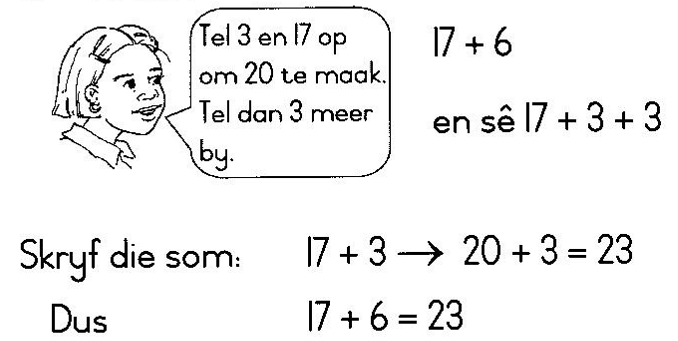 Tel 3 en 17 op
om 20 te maak.
Tel dan 3 meer
by.
17 + 6
en sê 17 + 3 + 3
Skryf die som: 17 + 3 → 20 + 3 = 23
Dus 17 + 6 = 23